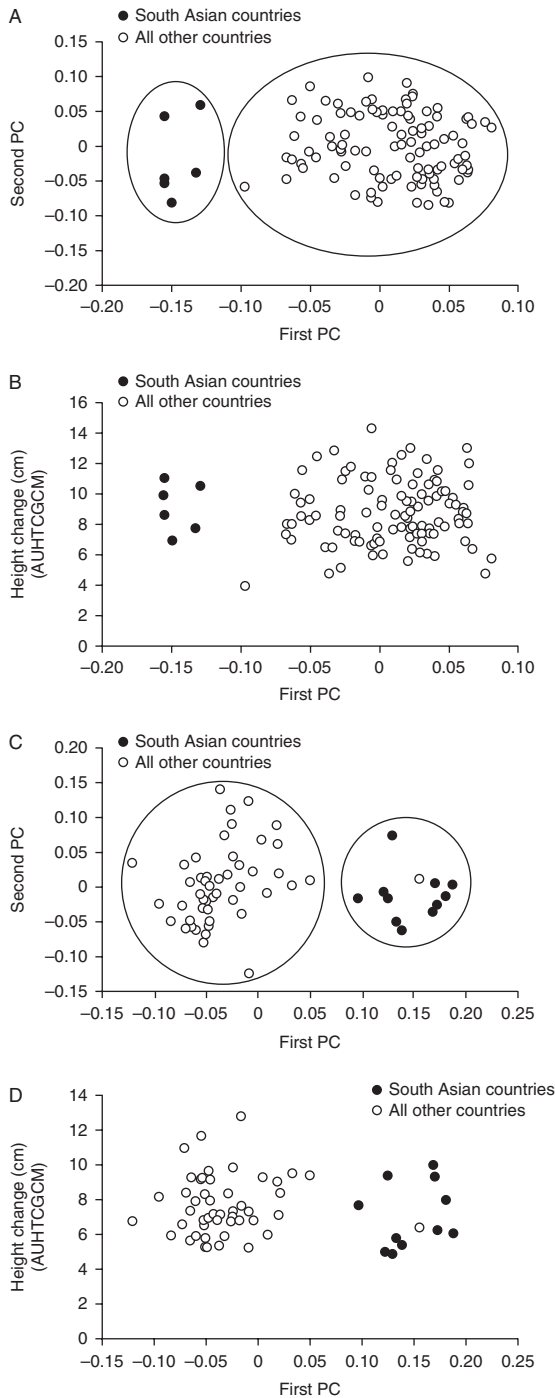 A
South Asian countries
All other countries
0.15
0.10
0.05
0
−0.05
−0.10
−0.15
−0.20
Second PC
−0.20 −0.15 −0.10 −0.05 0 0.05 0.10
First PC
B
South Asian countries
All other countries
16
14
12
10
8
6
4
2
0
Height change (cm)
(AUHTCGCM)
−0.20 −0.15 −0.10 −0.05 0 0.05 0.10
First PC
C
South Asian countries
All other countries
0.20
0.15
0.10
0.05
0
−0.05
−0.10
−0.15
Second PC
−0.15 −0.10 −0.05 0 0.05 0.10 0.15 0.20 0.25
First PC
D
South Asian countries
All other countries
14
12
10
8
6
4
2
0
Height change (cm)
(AUHTCGCM)
−0.15 −0.10 −0.05 0 0.05 0.10 0.15 0.20 0.25
First PC